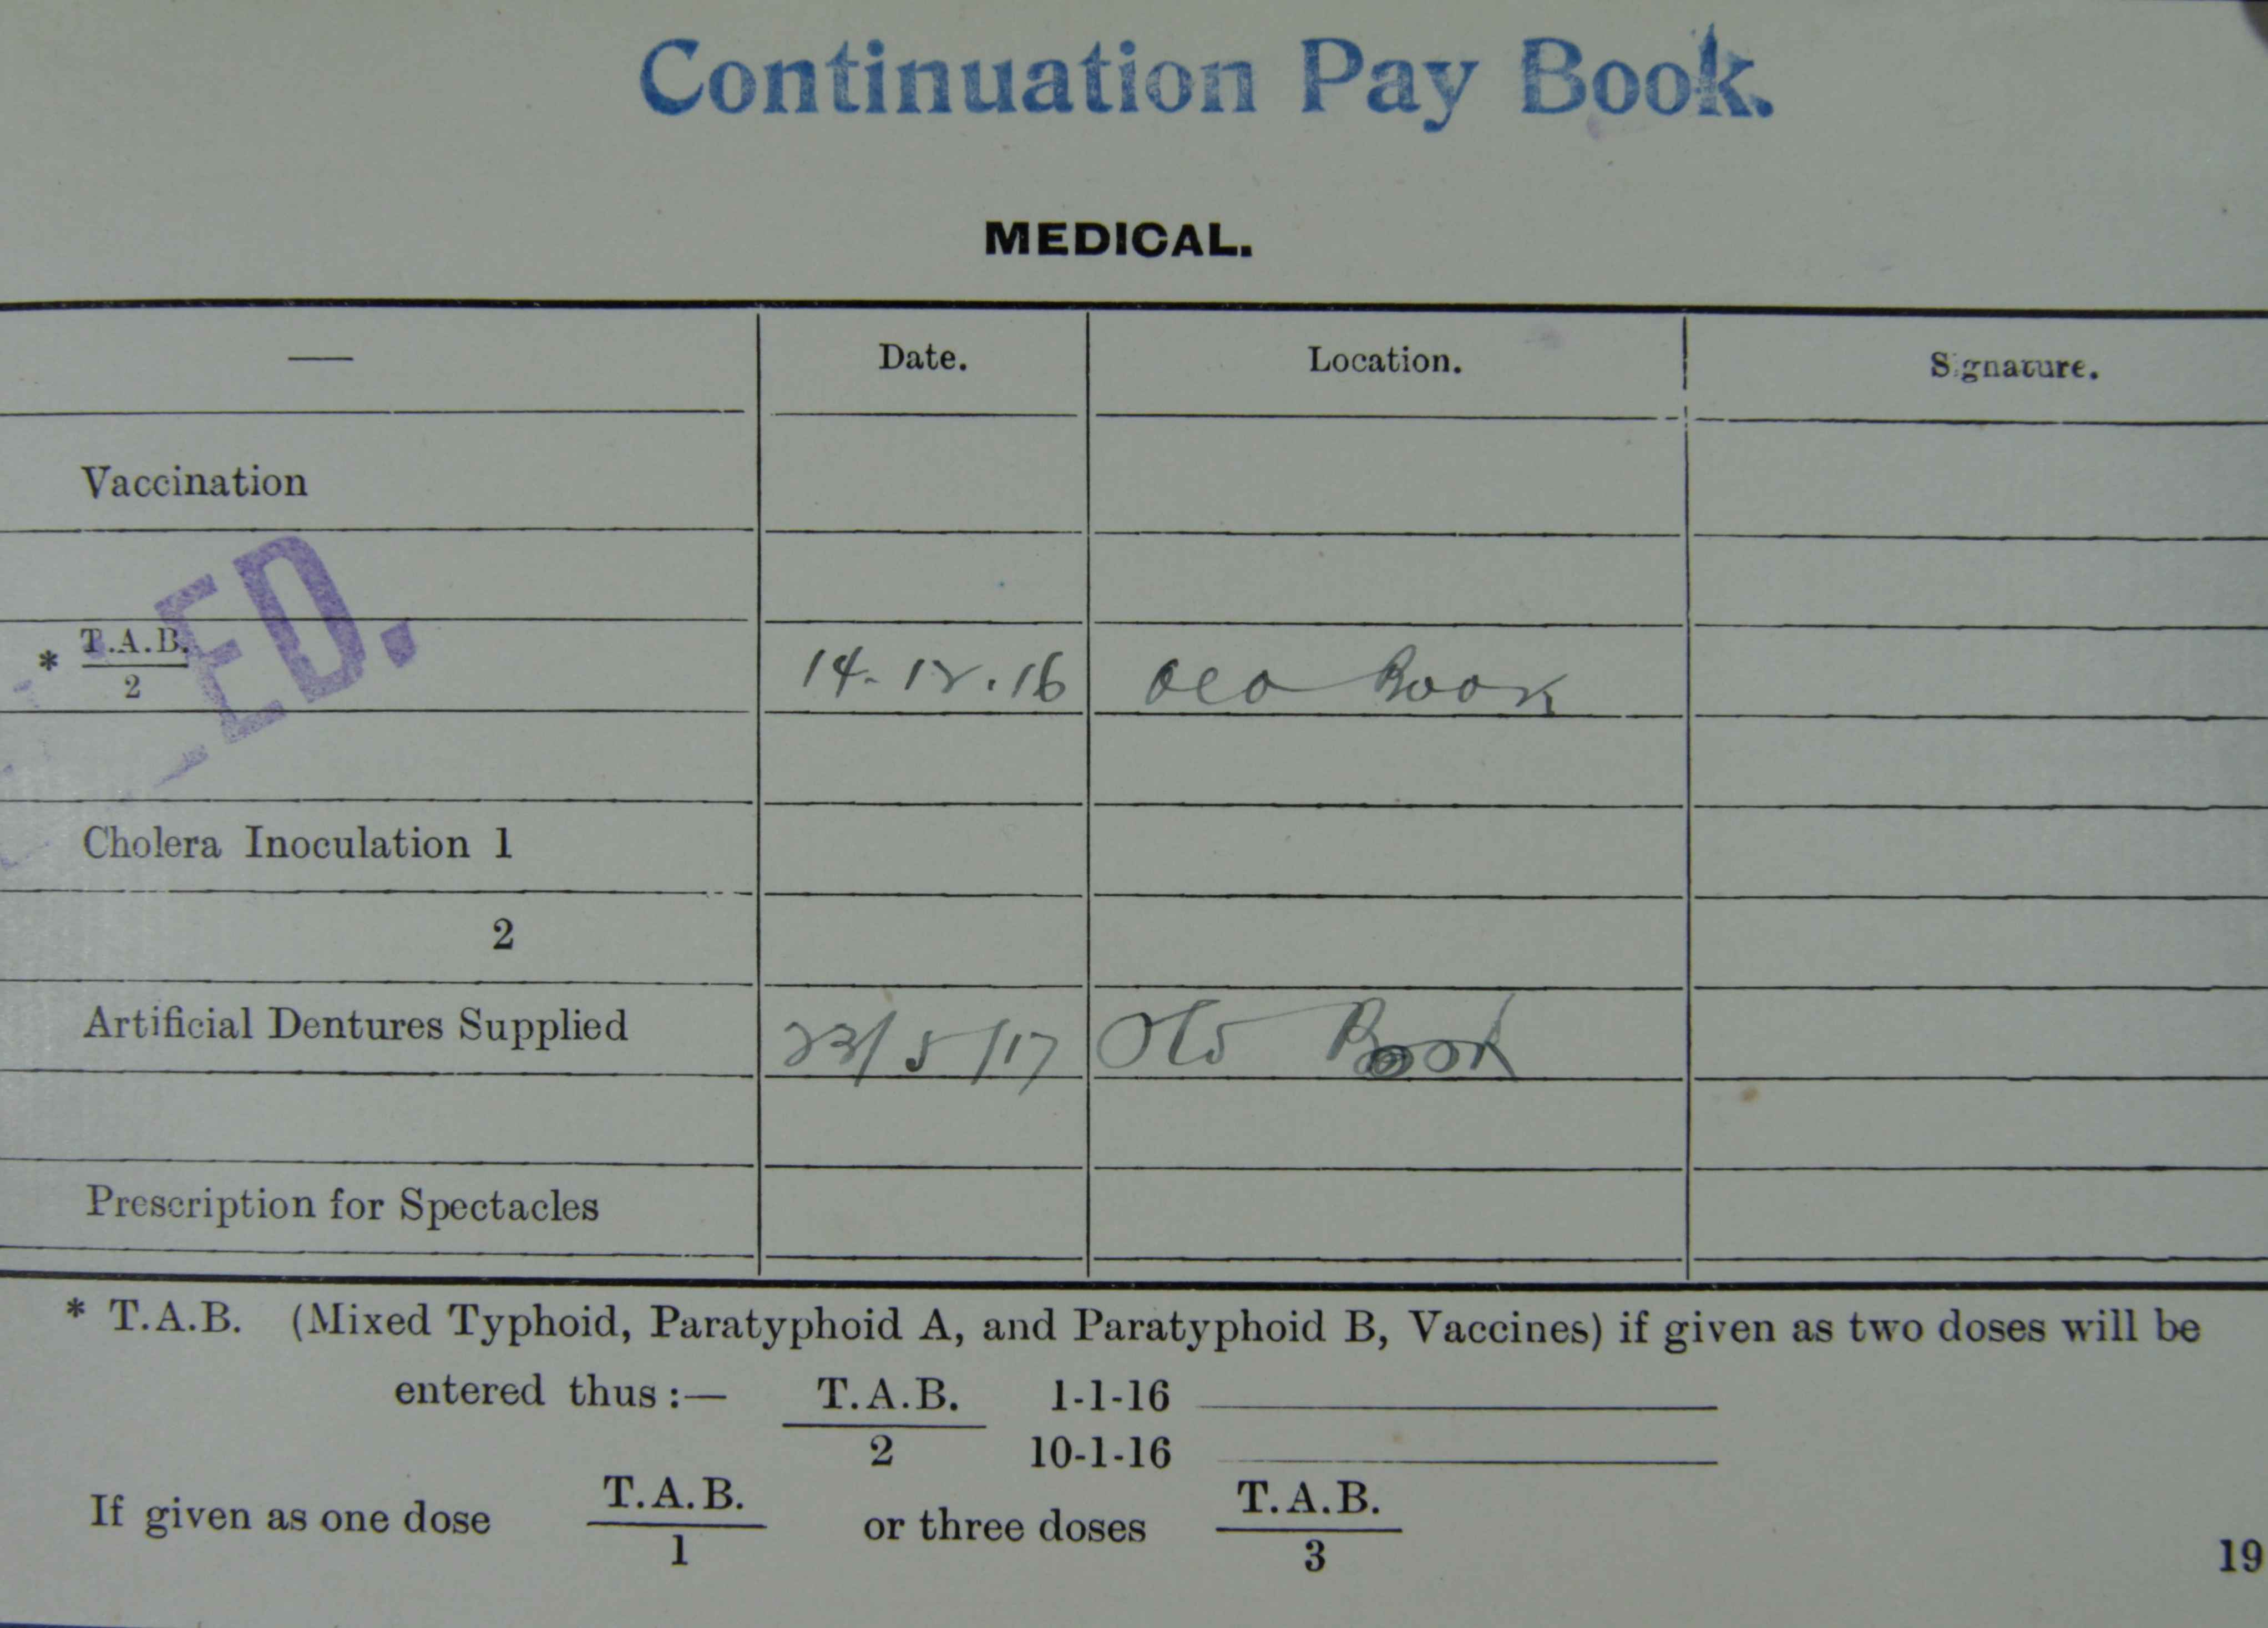 Continuation Pay Book.
MEDICAL.
— Date. Location. Signature.
Vaccination
ED.
* T.A.B. 14.12.16 Old Book
2
Cholera Inoculation 1
2
Artificial Dentures Supplied 23/5/17 Old Book
Prescription for Spectacles
* T.A.B. (Mixed Typhoid, Paratyphoid A, and Paratyphoid B, Vaccines) if given as two doses will be
entered thus :— T.A.B. 1-1-16
2 10-1-16
If given as one dose T.A.B. or three doses T.A.B.
1 3
19